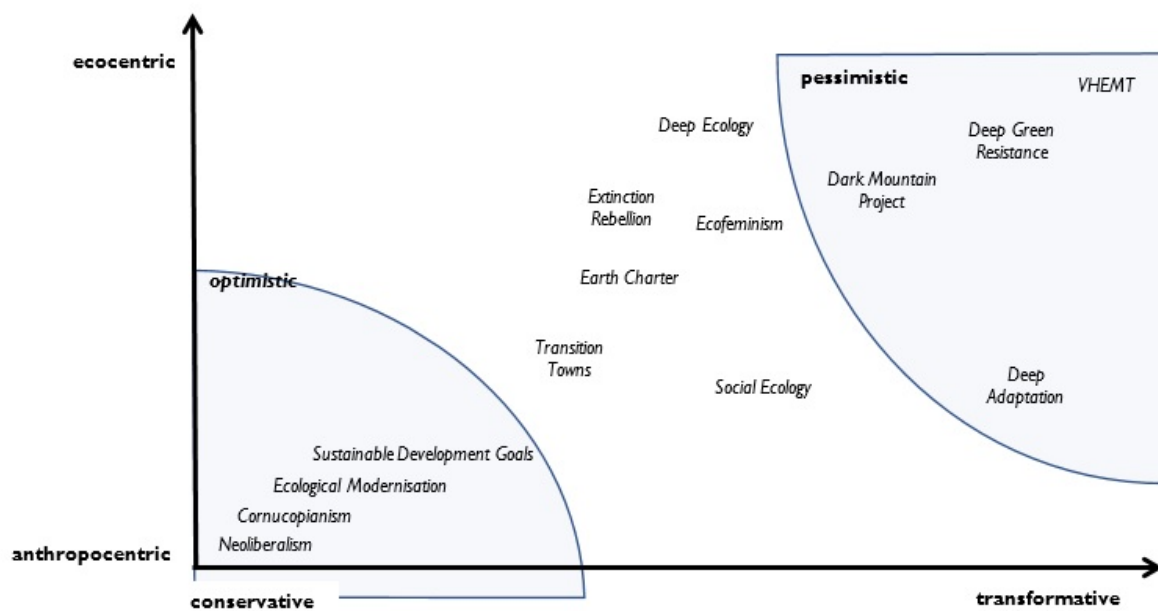 ecocentric
pessimistic
VHEMT
Deep Ecology
Deep Green
Resistance
Dark Mountain
Project
Extinction
Rebellion
Ecofeminism
Earth Charter
optimistic
Transition
Towns
Social Ecology
Deep
Adaptation
Sustainable Development Goals
Ecological Modernisation
Cornucopianism
Neoliberalism
anthropocentric
conservative
transformative